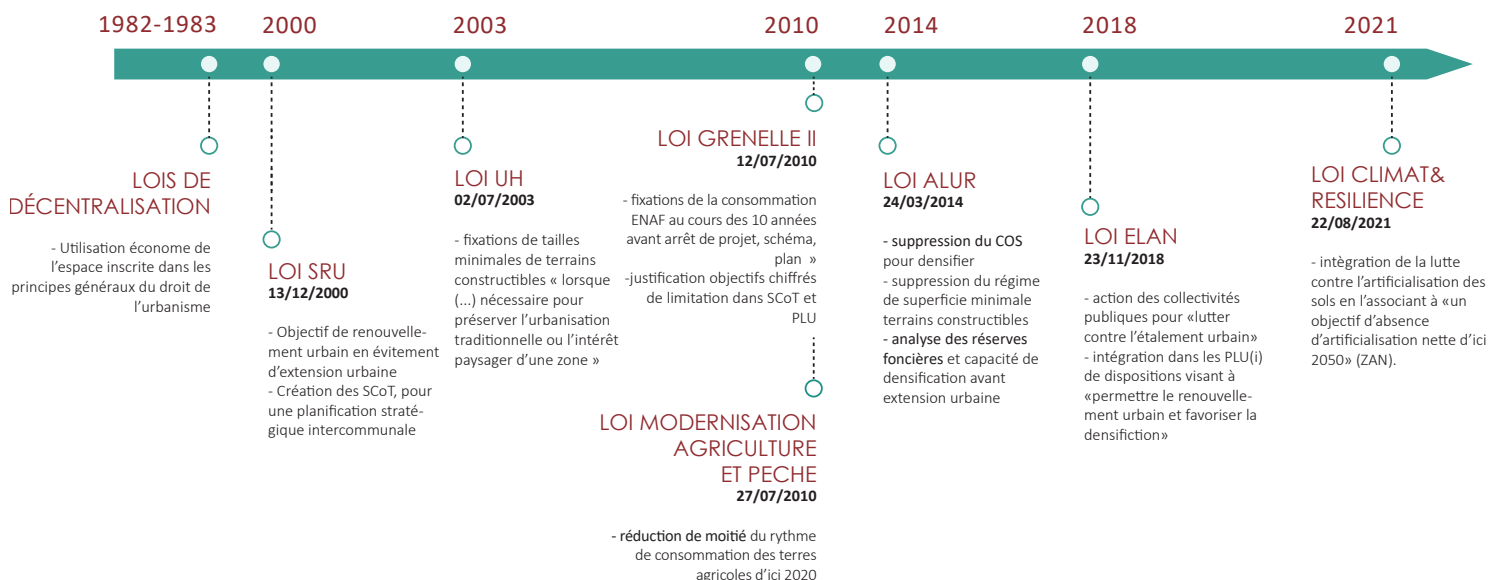 1982-1983
2000
2003
2010
2014
2018
2021
LOIS DE
DÉCENTRALISATION
- Utilisation économe de
l'espace inscrite dans les
principes généraux du droit de
l'urbanisme
LOI SRU
13/12/2000
- Objectif de renouvelle-
ment urbain en évitement
d'extension urbaine
- Création des SCoT, pour
une planification straté-
gique intercommunale
LOI UH
02/07/2003
- fixations de tailles
minimales de terrains
constructibles « lorsque
(...) nécessaire pour
préserver l'urbanisation
traditionnelle ou l'intérêt
paysager d'une zone »
LOI GRENELLE II
12/07/2010
- fixations de la consommation
ENAF au cours des 10 années
avant arrêt de projet, schéma,
plan »
-justification objectifs chiffrés
de limitation dans SCoT et
PLU
LOI MODERNISATION
AGRICULTURE
ET PECHE
27/07/2010
- réduction de moitié du rythme
de consommation des terres
agricoles d'ici 2020
LOI ALUR
24/03/2014
- suppression du COS
pour densifier
- suppression du régime
de superficie minimale
terrains constructibles
- analyse des réserves
foncières et capacité de
densification avant
extension urbaine
LOI ELAN
23/11/2018
- action des collectivités
publiques pour «lutter
contre l'étalement urbain»
- intégration dans les PLU(i)
de dispositions visant à
«permettre le renouvelle-
ment urbain et favoriser la
densifiction»
LOI CLIMAT&
RESILIENCE
22/08/2021
- intègration de la lutte
contre l'artificialisation des
sols en l'associant à «un
objectif d'absence
d'artificialisation nette d'ici
2050» (ZAN).